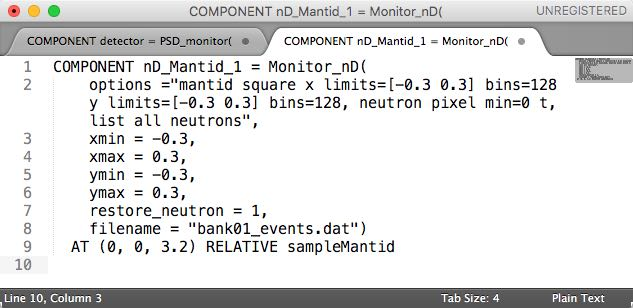 COMPONENT nD_Mantid_1 = Monitor_nD(
UNREGISTERED
COMPONENT detector = PSD_monitor(
COMPONENT nD_Mantid_1 = Monitor_nD(
1 COMPONENT nD_Mantid_1 = Monitor_nD(
2 options ="mantid square x limits=[-0.3 0.3] bins=128
y limits=[-0.3 0.3] bins=128, neutron pixel min=0 t,
list all neutrons",
3 xmin = -0.3,
4 xmax = 0.3,
5 ymin = -0.3,
6 ymax = 0.3,
7 restore_neutron = 1,
8 filename = "bank01_events.dat")
9 AT (0, 0, 3.2) RELATIVE sampleMantid
10
Line 10, Column 3
Tab Size: 4
Plain Text